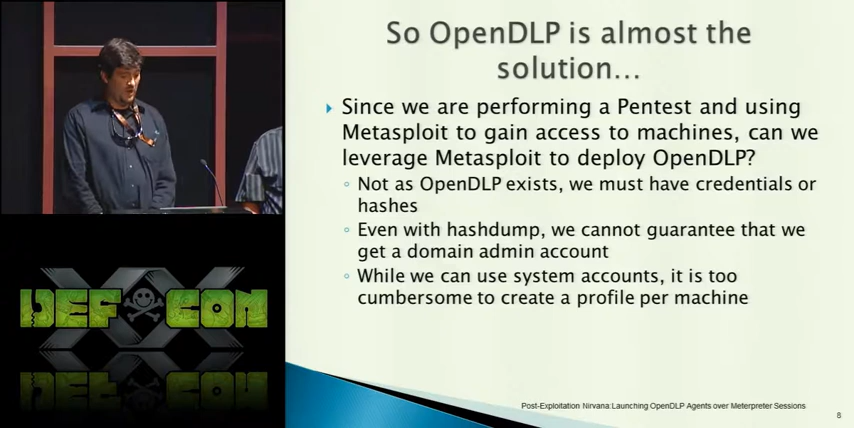 So OpenDLP is almost the
solution…
Since we are performing a Pentest and using
Metasploit to gain access to machines, can we
leverage Metasploit to deploy OpenDLP?
Not as OpenDLP exists, we must have credentials or
hashes
Even with hashdump, we cannot guarantee that we
get a domain admin account
While we can use system accounts, it is too
cumbersome to create a profile per machine
XX
DEF CON
Post-Exploitation Nirvana:Launching OpenDLP Agents over Meterpreter Sessions
8